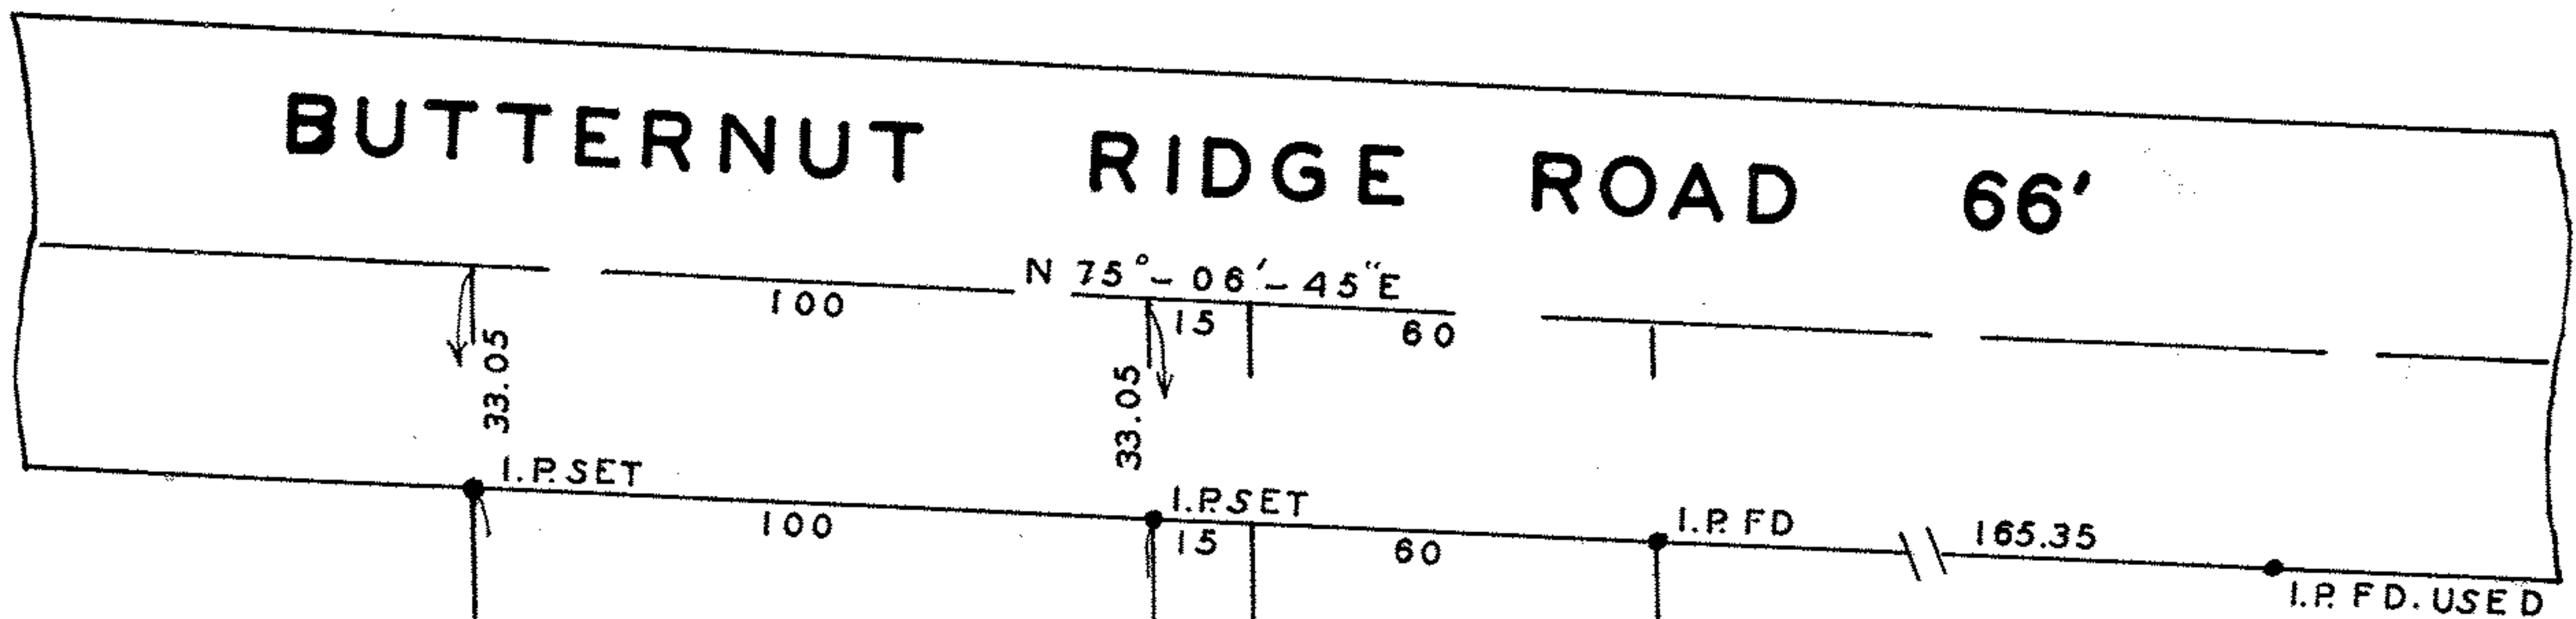 BUTTERNUT RIDGE ROAD 66'
N 75°-06'-45"E
100
15
60
33.05
33.05
I.P. SET
I.P. SET
I.P. FD
165.35
100
15
60
I.P. FD. USED